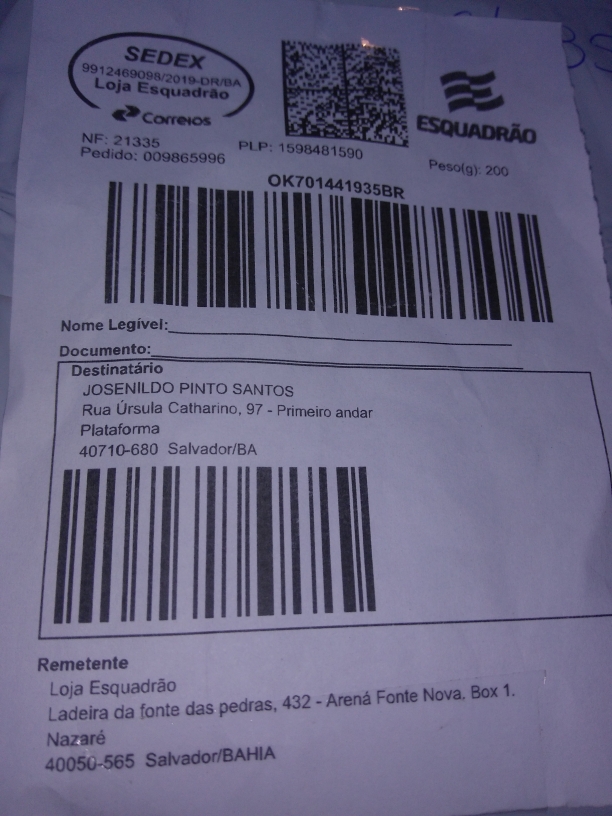 SEDEX
9912469098/2019-DR/BA
Loja Esquadrão
Correios
ESQUADRÃO
NF: 21335
PLP: 1598481590
Peso(g): 200
Pedido: 009865996
OK701441935BR
Nome Legível:
Documento:
Destinatário
JOSENILDO PINTO SANTOS
Rua Úrsula Catharino, 97 - Primeiro andar
Plataforma
40710-680 Salvador/BA
Remetente
Loja Esquadrão
Ladeira da fonte das pedras, 432 - Arená Fonte Nova. Box 1.
Nazaré
40050-565 Salvador/BAHIA